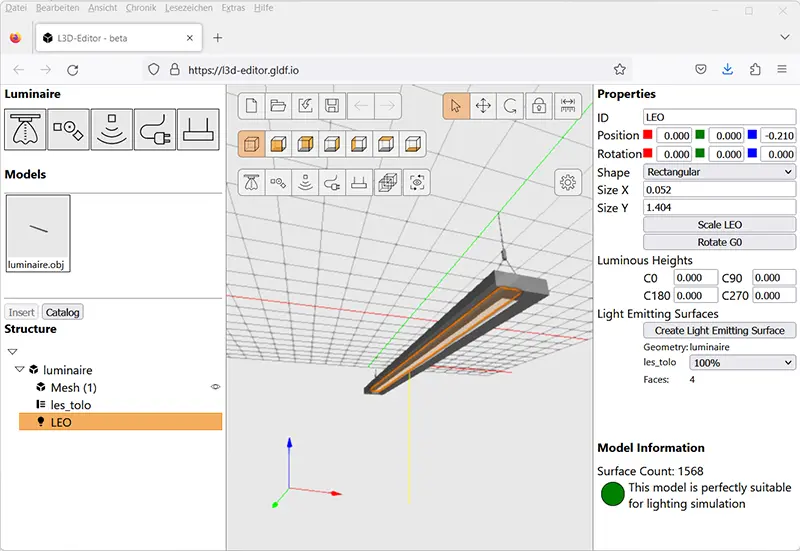 Datei Bearbeiten Ansicht Chronik Lesezeichen Extras Hilfe
L3D-Editor - beta
https://l3d-editor.gldf.io
Luminaire
Models
luminaire.obj
Insert Catalog
Structure
luminaire
Mesh (1)
les_tolo
LEO
Properties
ID LEO
Position 0.000 0.000 -0.210
Rotation 0.000 0.000 0.000
Shape Rectangular
Size X 0.052
Size Y 1.404
Scale LEO
Rotate G0
Luminous Heights
C0 0.000 C90 0.000
C180 0.000 C270 0.000
Light Emitting Surfaces
Create Light Emitting Surface
Geometry: luminaire
les_tolo 100%
Faces: 4
Model Information
Surface Count: 1568
This model is perfectly suitable
for lighting simulation